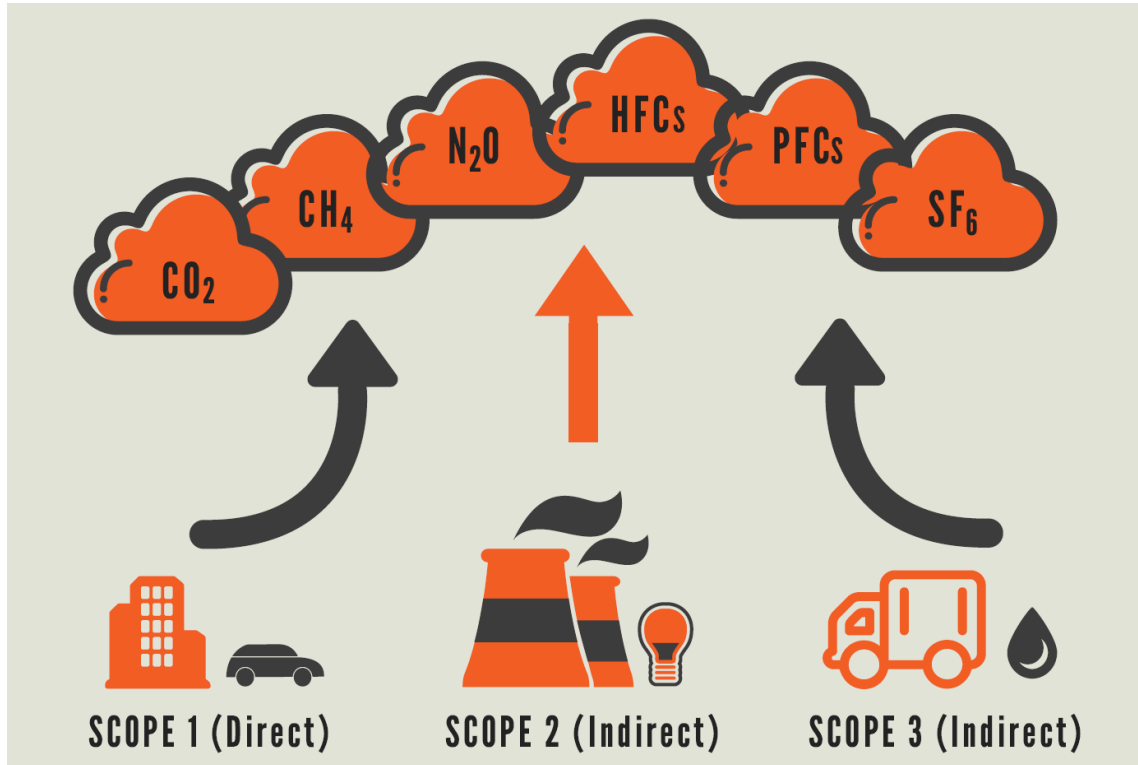 CO₂
CH₄
N₂O
HFCs
PFCs
SF₆
SCOPE 1 (Direct)
SCOPE 2 (Indirect)
SCOPE 3 (Indirect)